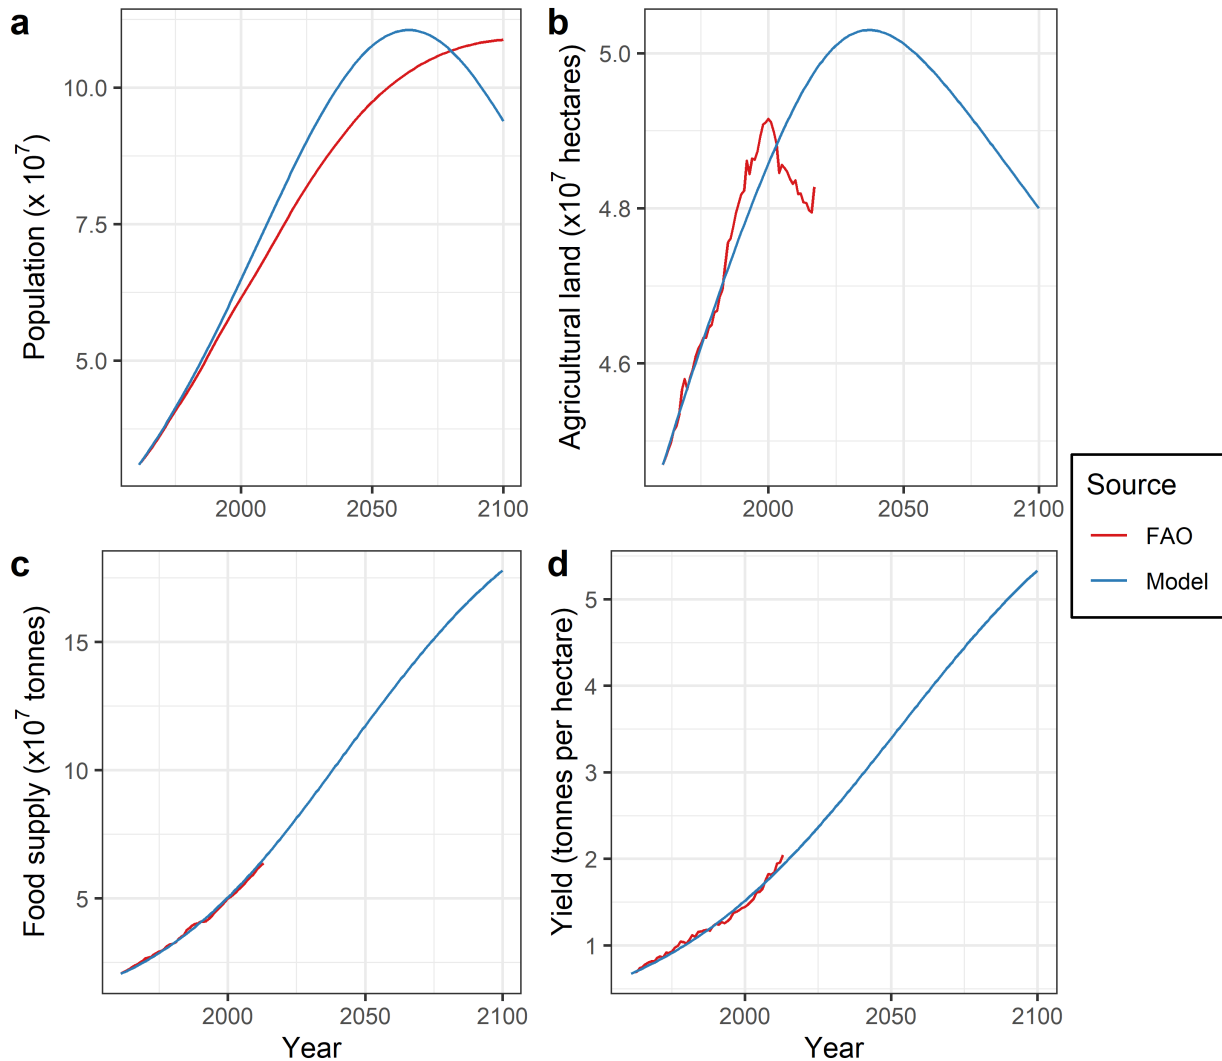 a
Population (x 10⁷)
10.0
7.5
5.0
2000
2050
2100
b
Agricultural land (x10⁷ hectares)
5.0
4.8
4.6
2000
2050
2100
Source
FAO
Model
c
Food supply (x10⁷ tonnes)
15
10
5
2000
2050
2100
Year
d
Yield (tonnes per hectare)
5
4
3
2
1
2000
2050
2100
Year